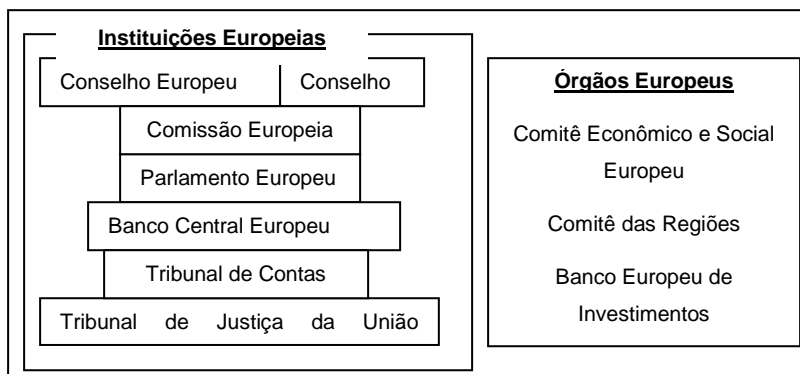 Instituições Europeias
Conselho Europeu
Conselho
Comissão Europeia
Parlamento Europeu
Banco Central Europeu
Tribunal de Contas
Tribunal de Justiça da União
Órgãos Europeus
Comitê Econômico e Social
Europeu
Comitê das Regiões
Banco Europeu de
Investimentos